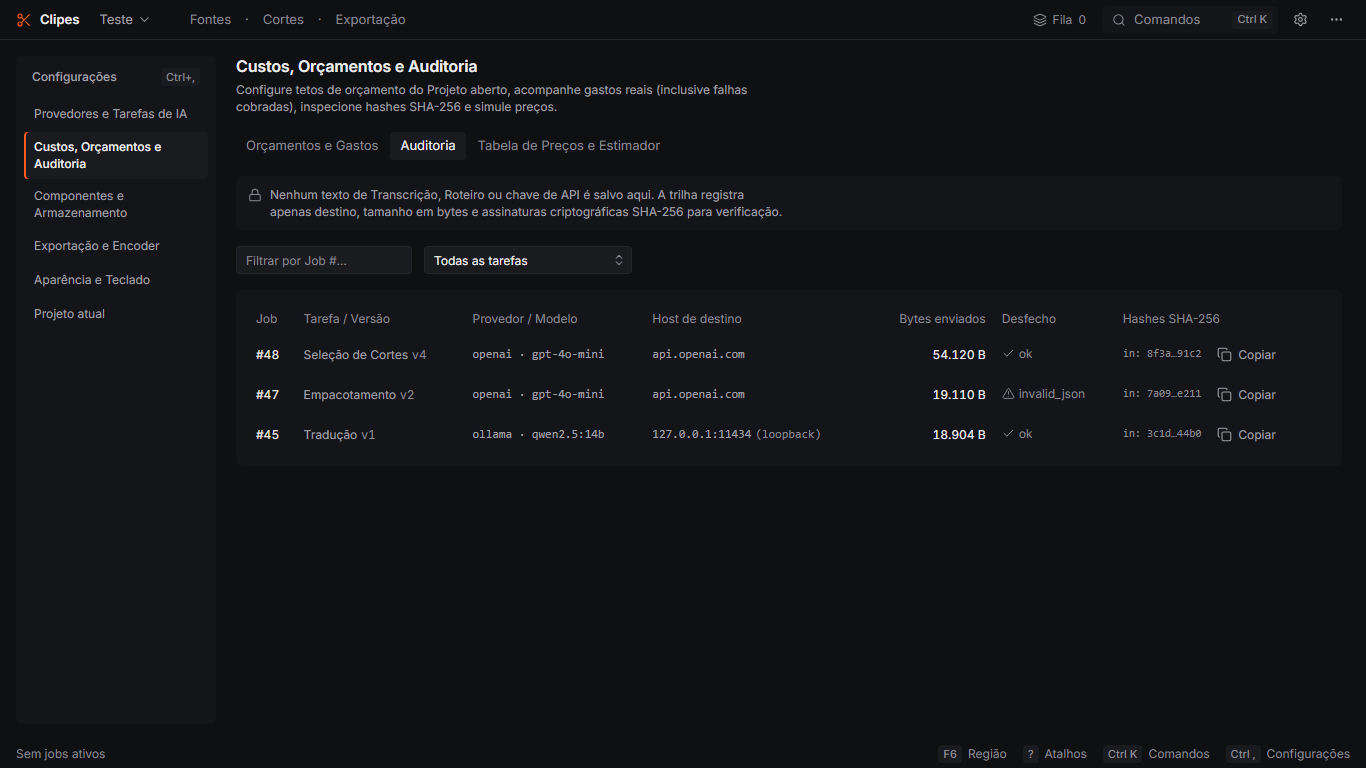 Clipes Teste Fontes · Cortes · Exportação Fila 0 Comandos Ctrl K
Configurações Ctrl+,
Provedores e Tarefas de IA
Custos, Orçamentos e
Auditoria
Componentes e
Armazenamento
Exportação e Encoder
Aparência e Teclado
Projeto atual
Custos, Orçamentos e Auditoria
Configure tetos de orçamento do Projeto aberto, acompanhe gastos reais (inclusive falhas
cobradas), inspecione hashes SHA-256 e simule preços.
Orçamentos e Gastos Auditoria Tabela de Preços e Estimador
Nenhum texto de Transcrição, Roteiro ou chave de API é salvo aqui. A trilha registra
apenas destino, tamanho em bytes e assinaturas criptográficas SHA-256 para verificação.
Filtrar por Job #... Todas as tarefas
Job Tarefa / Versão Provedor / Modelo Host de destino Bytes enviados Desfecho Hashes SHA-256
#48 Seleção de Cortes v4 openai · gpt-4o-mini api.openai.com 54.120 B ok in: 8f3a…91c2 Copiar
#47 Empacotamento v2 openai · gpt-4o-mini api.openai.com 19.110 B invalid_json in: 7a09…e211 Copiar
#45 Tradução v1 ollama · qwen2.5:14b 127.0.0.1:11434 (loopback) 18.904 B ok in: 3c1d…44b0 Copiar
Sem jobs ativos F6 Região ? Atalhos Ctrl K Comandos Ctrl , Configurações